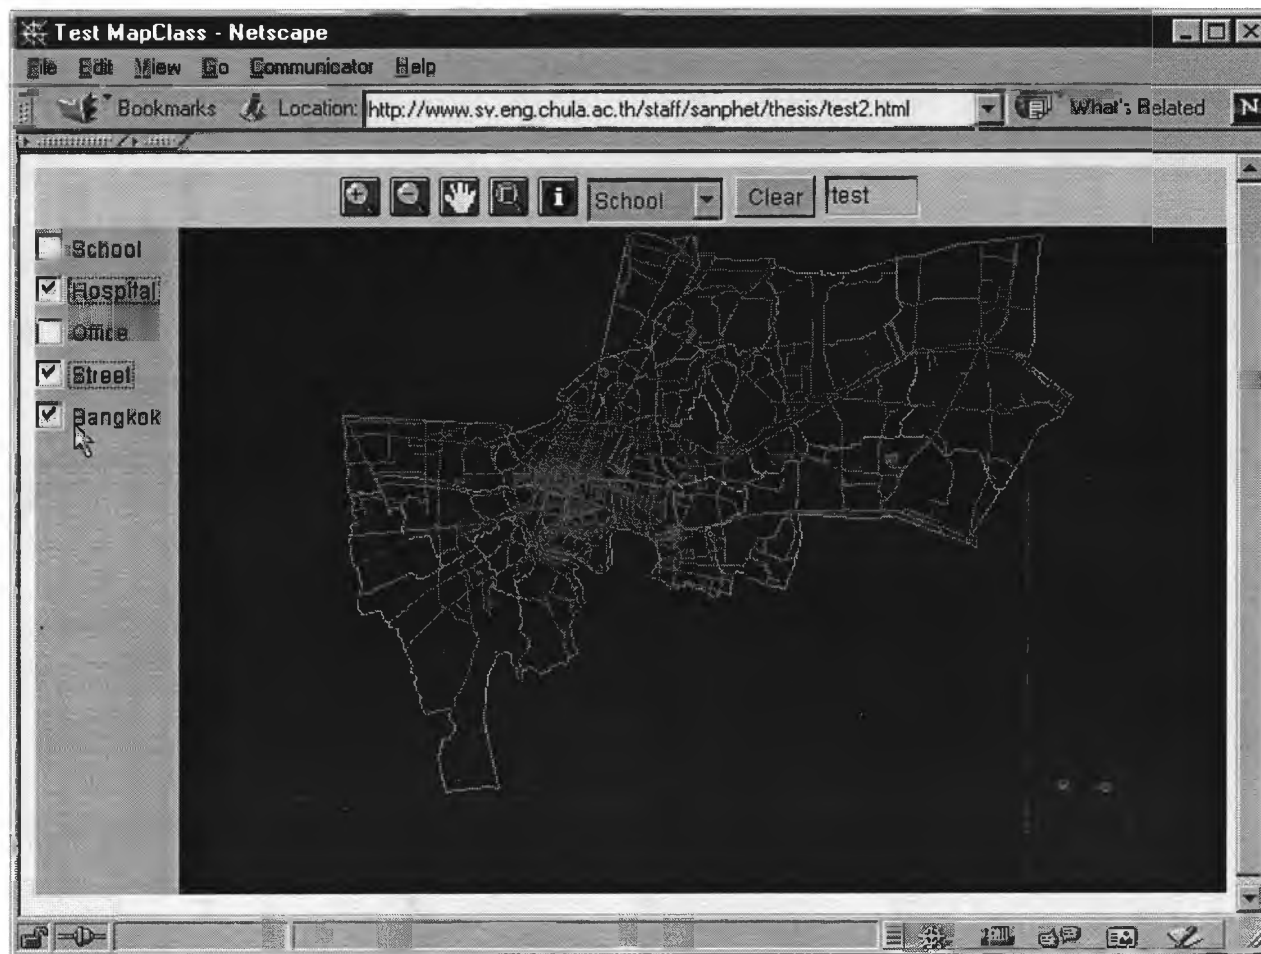 Test MapClass - Netscape
File Edit View Go Communicator Help
Bookmarks Location: http://www.sv.eng.chula.ac.th/staff/sanphet/thesis/test2.html What's Related N
School Clear test
School
Hospital
Office
Street
Bangkok